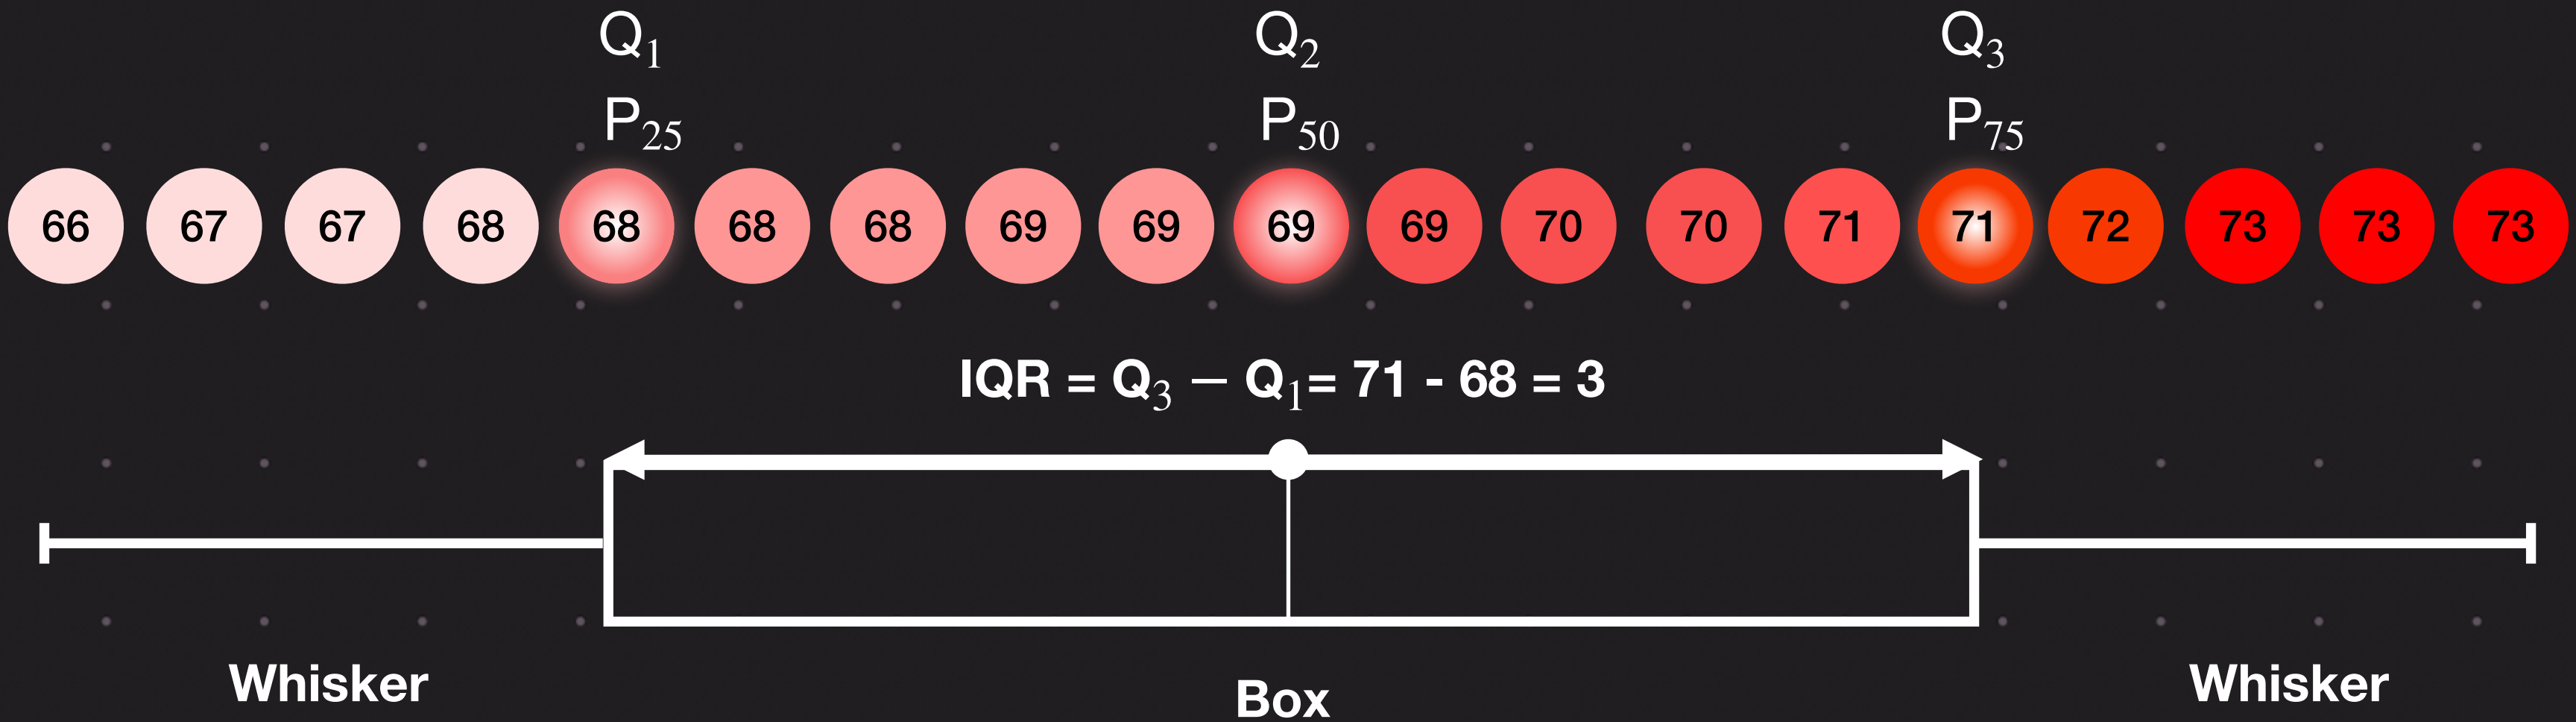 Q₁ Q₂ Q₃
P₂₅ P₅₀ P₇₅
66 67 67 68 68 68 68 69 69 69 69 70 70 71 71 72 73 73 73
IQR = Q₃ — Q₁= 71 - 68 = 3
Whisker Box Whisker